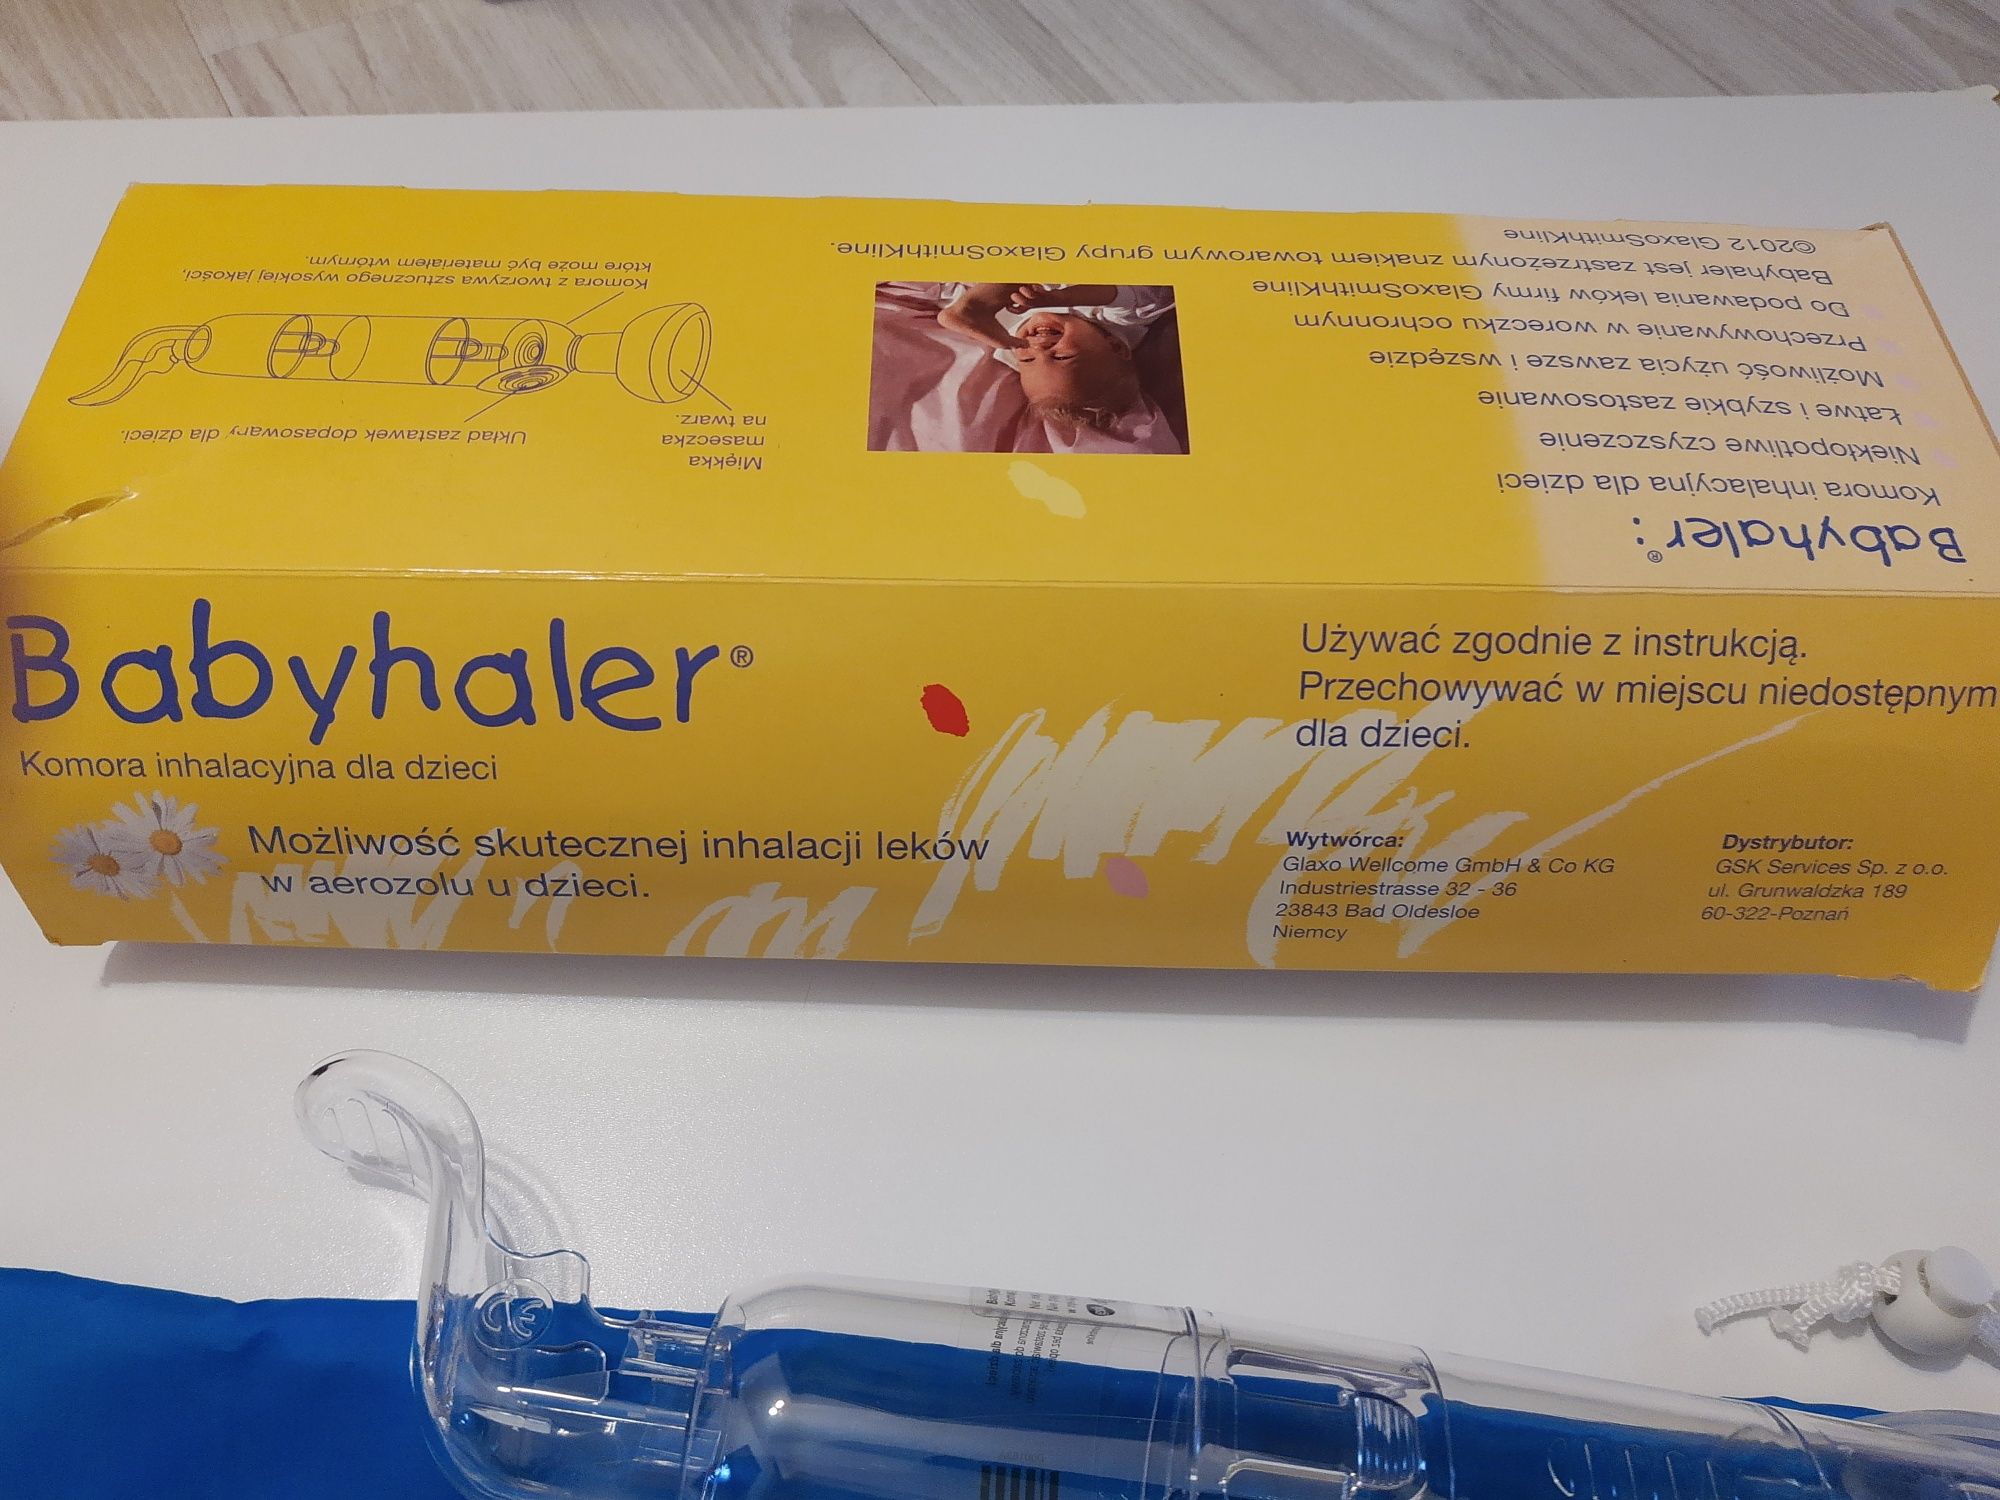 Babyhaler®:
Komora inhalacyjna dla dzieci
Niekłopotliwe czyszczenie
Łatwe i szybkie zastosowanie
Możliwość użycia zawsze i wszędzie
Przechowywanie w woreczku ochronnym
Do podawania leków firmy GlaxoSmithKline
Babyhaler jest zastrzeżonym znakiem towarowym grupy GlaxoSmithKline.
©2012 GlaxoSmithKline
Miękka
maseczka
na twarz.
Układ zastawek dopasowany dla dzieci.
Komora z tworzywa sztucznego wysokiej jakości,
które może być materiałem wtórnym.
Babyhaler®
Komora inhalacyjna dla dzieci
Możliwość skutecznej inhalacji leków
w aerozolu u dzieci.
Używać zgodnie z instrukcją.
Przechowywać w miejscu niedostępnym
dla dzieci.
Wytwórca:
Glaxo Wellcome GmbH & Co KG
Industriestrasse 32 - 36
23843 Bad Oldesloe
Niemcy
Dystrybutor:
GSK Services Sp. z o.o.
ul. Grunwaldzka 189
60-322-Poznań
CE